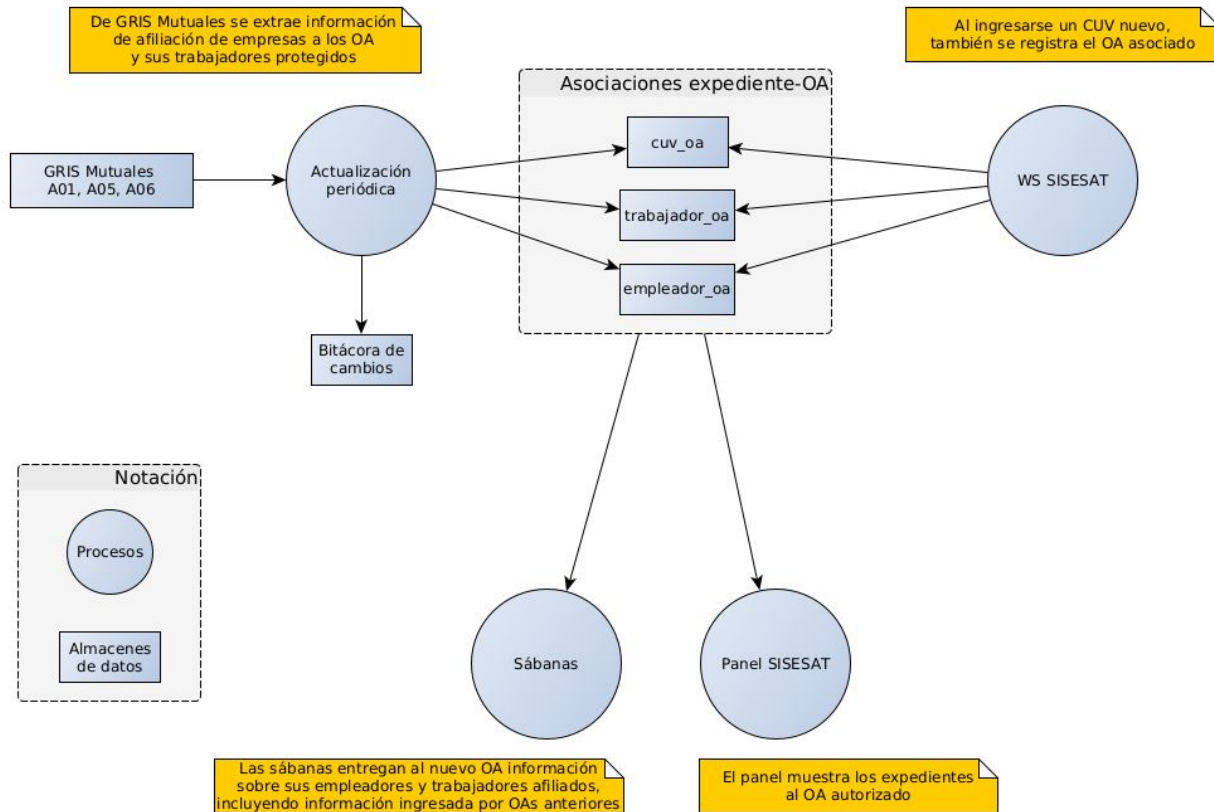 De GRIS Mutuales se extrae información
de afiliación de empresas a los OA
y sus trabajadores protegidos
Al ingresarse un CUV nuevo,
también se registra el OA asociado
Asociaciones expediente-OA
cuv_oa
trabajador_oa
empleador_oa
GRIS Mutuales
A01, A05, A06
Actualización
periódica
WS SISESAT
Bitácora de
cambios
Notación
Procesos
Almacenes
de datos
Sábanas
Panel SISESAT
Las sábanas entregan al nuevo OA información
sobre sus empleadores y trabajadores afiliados,
incluyendo información ingresada por OAs anteriores
El panel muestra los expedientes
al OA autorizado